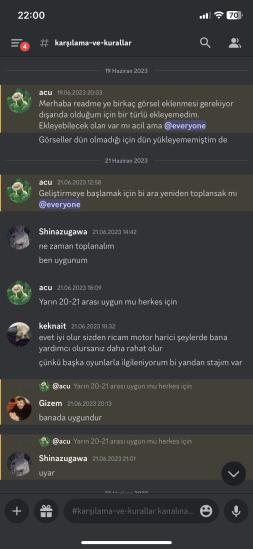 22:00
70
4
# karşılama-ve-kurallar
19 Haziran 2023
acu 19.06.2023 20:03
Merhaba readme ye birkaç görsel eklenmesi gerekiyor
dışarıda olduğum için bir türlü ekleyemedim.
Ekleyebilecek olan var mı acil ama @everyone
Görseller dün olmadığı için dün yükleyememiştim de
21 Haziran 2023
acu 21.06.2023 12:58
Geliştirmeye başlamak için bi ara yeniden toplansak mı
@everyone
Shinazugawa 21.06.2023 14:42
ne zaman toplanalım
ben uygunum
acu 21.06.2023 18:09
Yarın 20-21 arası uygun mu herkes için
keknait 21.06.2023 18:32
evet iyi olur sizden ricam motor harici şeylerde bana
yardımcı olursanız daha rahat olur
çünkü başka oyunlarla ilgileniyorum bi yandan stajım var
@acu Yarın 20-21 arası uygun mu herkes için
Gizem 21.06.2023 20:13
banada uygundur
@acu Yarın 20-21 arası uygun mu herkes için
Shinazugawa 21.06.2023 21:01
uyar
#karşılama-ve-kurallar kanalına...